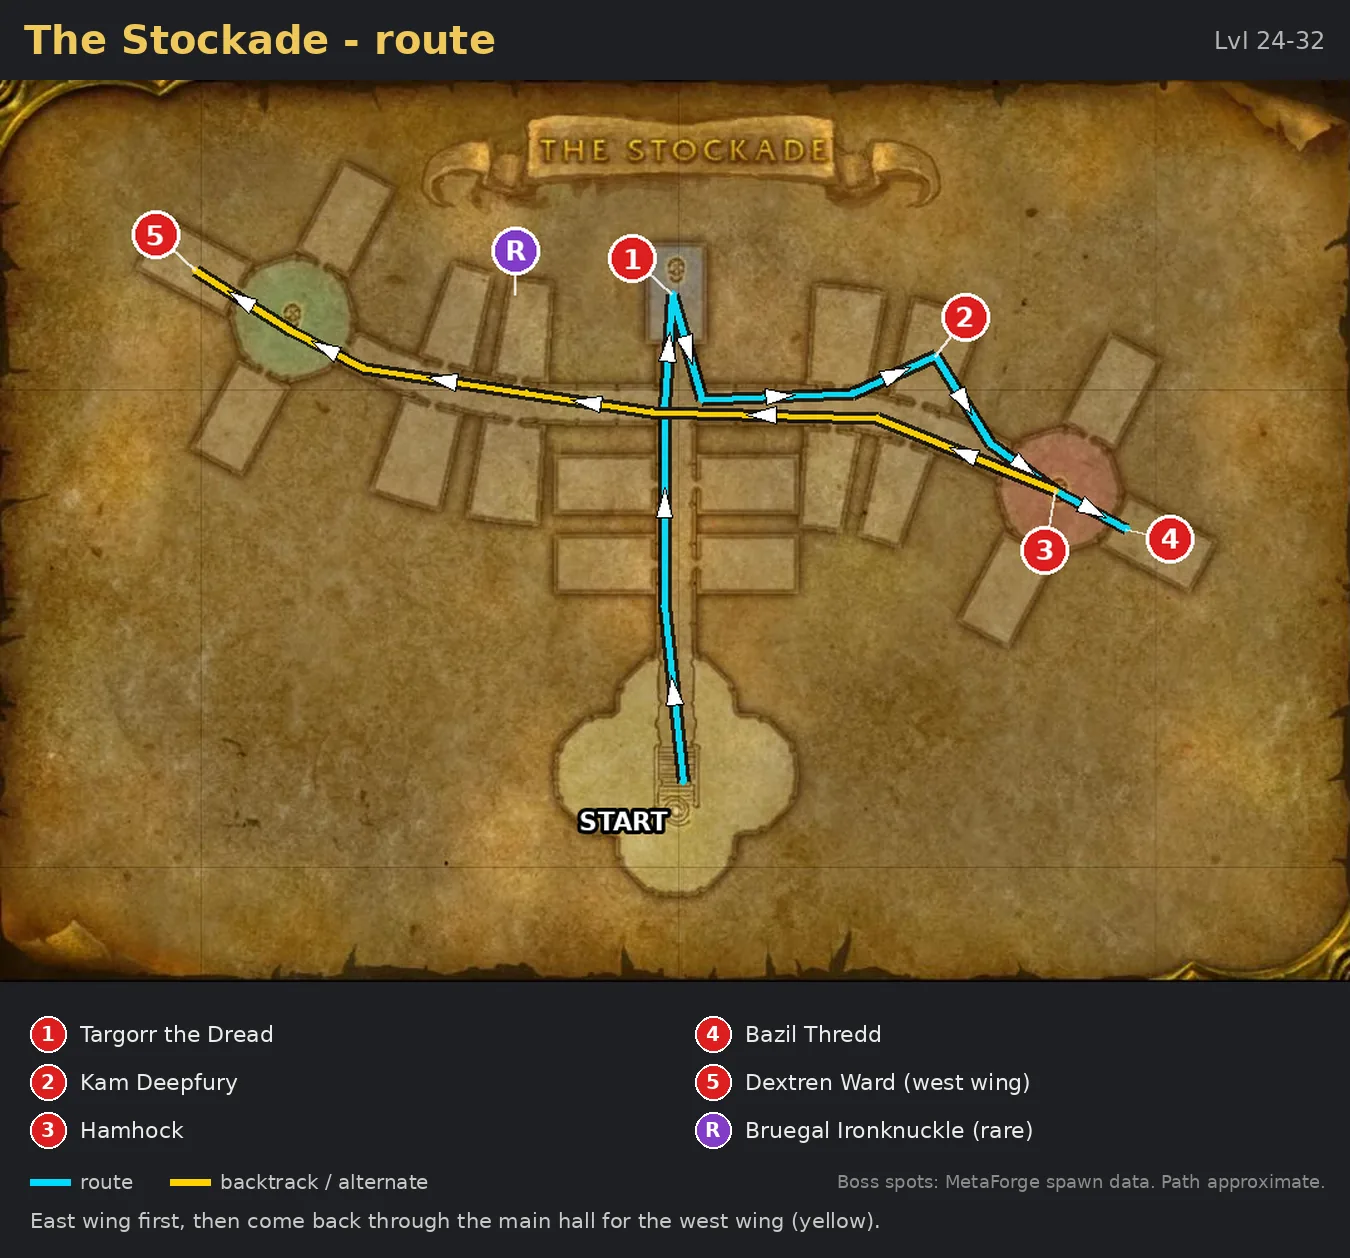 The Stockade - route
Lvl 24-32
THE STOCKADE
5
R
1
2
3
4
START
1 Targorr the Dread
2 Kam Deepfury
3 Hamhock
4 Bazil Thredd
5 Dextren Ward (west wing)
R Bruegal Ironknuckle (rare)
route
backtrack / alternate
Boss spots: MetaForge spawn data. Path approximate.
East wing first, then come back through the main hall for the west wing (yellow).